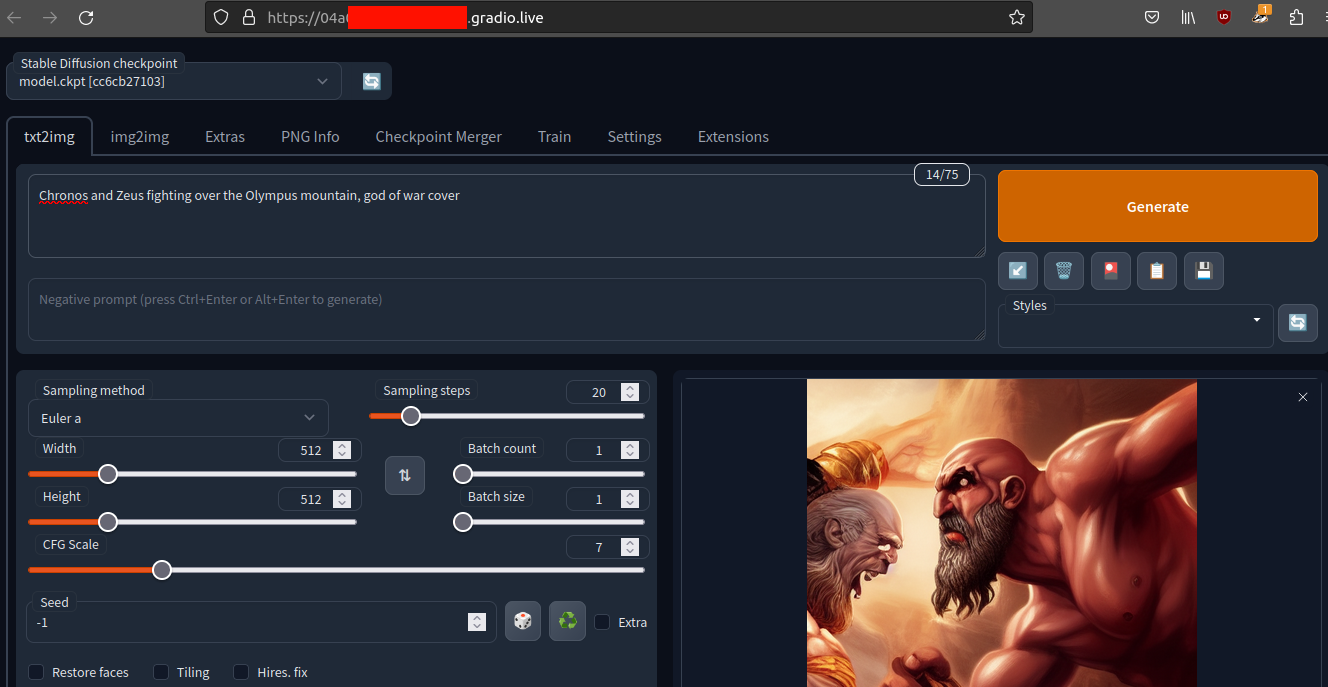 https://04a
.gradio.live
1
Stable Diffusion checkpoint
model.ckpt [cc6cb27103]
txt2img
img2img
Extras
PNG Info
Checkpoint Merger
Train
Settings
Extensions
14/75
Chronos and Zeus fighting over the Olympus mountain, god of war cover
Generate
Negative prompt (press Ctrl+Enter or Alt+Enter to generate)
Styles
Sampling method
Euler a
Sampling steps
20
Width
512
Batch count
1
Height
512
Batch size
1
CFG Scale
7
Seed
-1
Extra
Restore faces
Tiling
Hires. fix